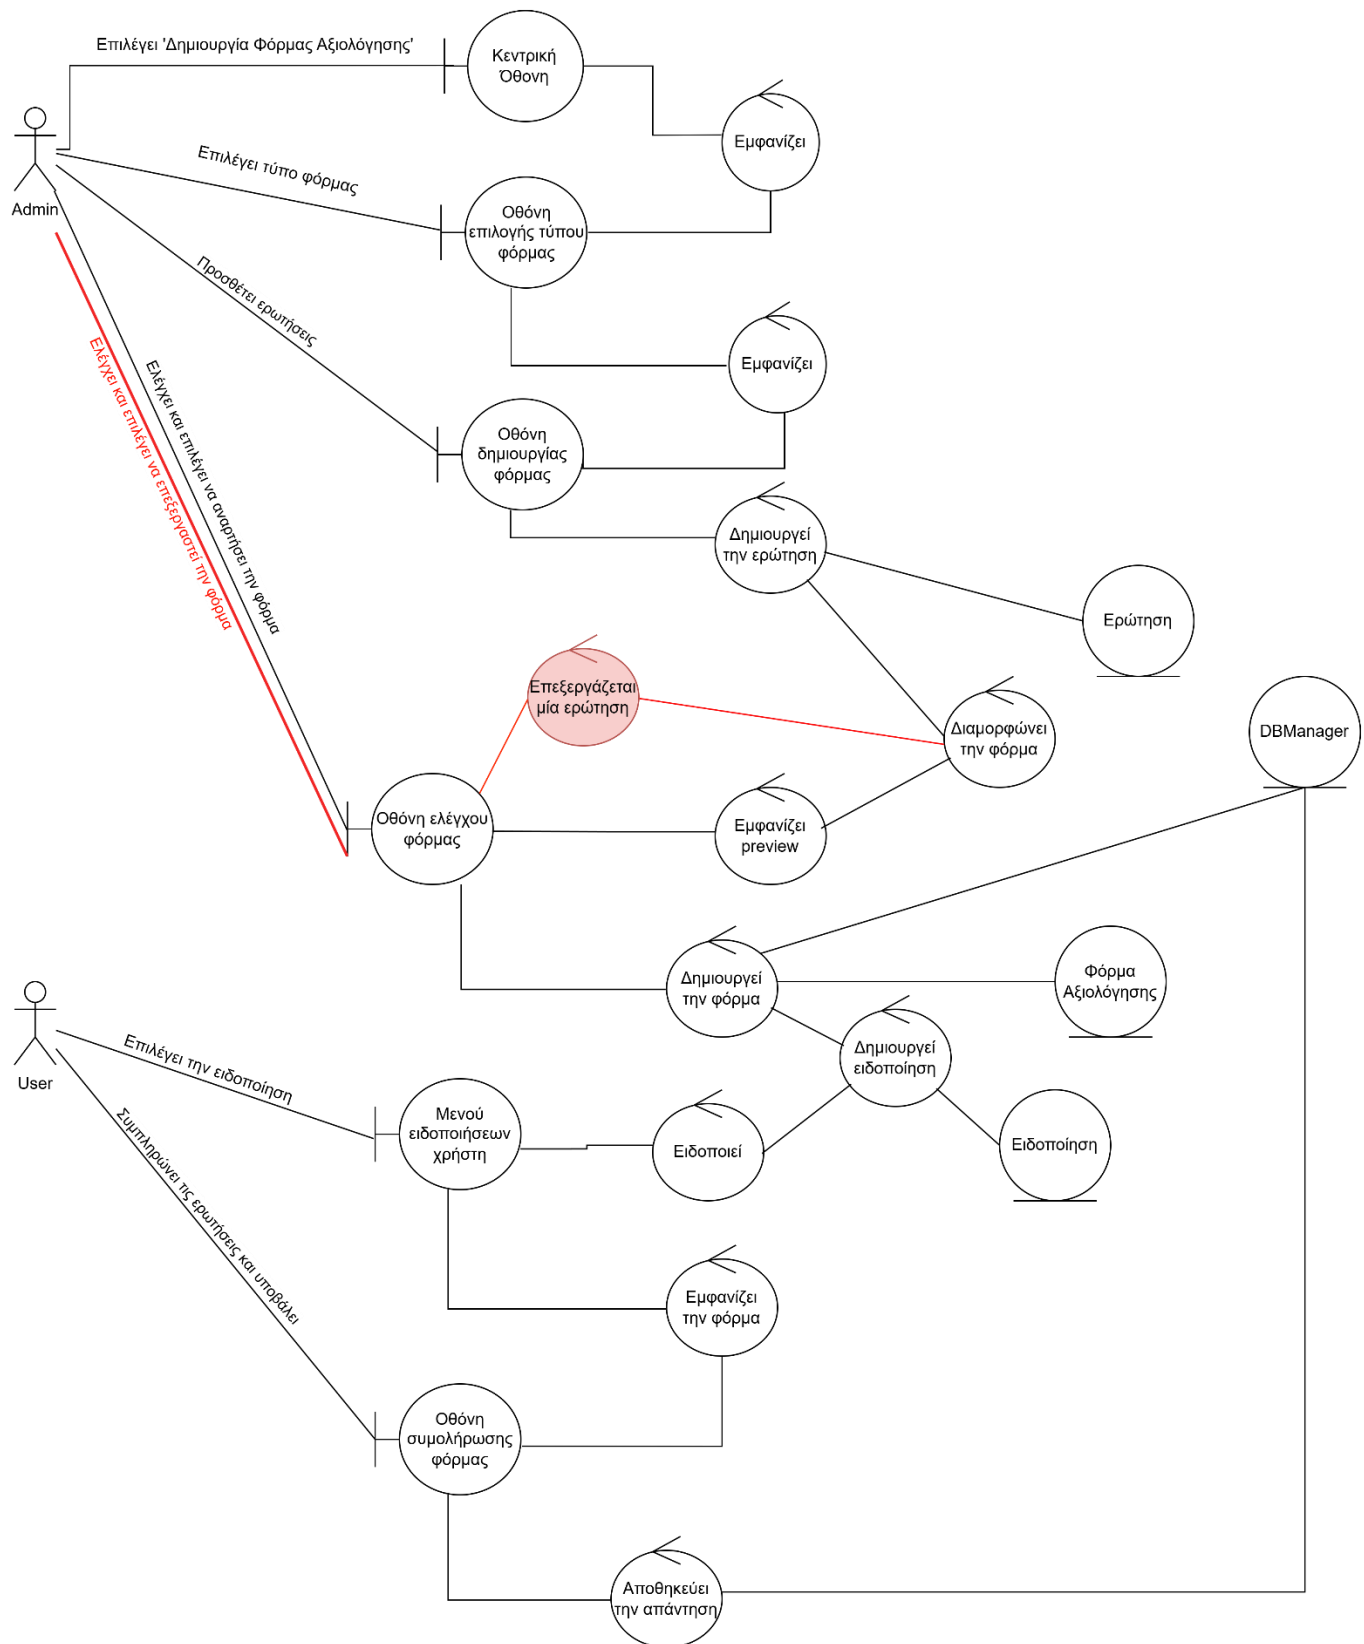 Επιλέγει 'Δημιουργία Φόρμας Αξιολόγησης'
Κεντρική
Όθονη
Εμφανίζει
Admin
Επιλέγει τύπο φόρμας
Οθόνη
επιλογής τύπου
φόρμας
Προσθέτει ερωτήσεις
Εμφανίζει
Ελέγχει και επιλέγει να επεξεργαστεί την φόρμα
Ελέγχει και επιλέγει να αναρτήσει την φόρμα
Οθόνη
δημιουργίας
φόρμας
Δημιουργεί
την ερώτηση
Ερώτηση
Επεξεργάζεται
μία ερώτηση
Διαμορφώνει
την φόρμα
DBManager
Οθόνη ελέγχου
φόρμας
Εμφανίζει
preview
Δημιουργεί
την φόρμα
Φόρμα
Αξιολόγησης
Δημιουργεί
ειδοποίηση
User
Επιλέγει την ειδοποίηση
Μενού
ειδοποιήσεων
χρήστη
Ειδοποιεί
Ειδοποίηση
Συμπληρώνει τις ερωτήσεις και υποβάλει
Εμφανίζει
την φόρμα
Οθόνη
συμολήρωσης
φόρμας
Αποθηκεύει
την απάντηση